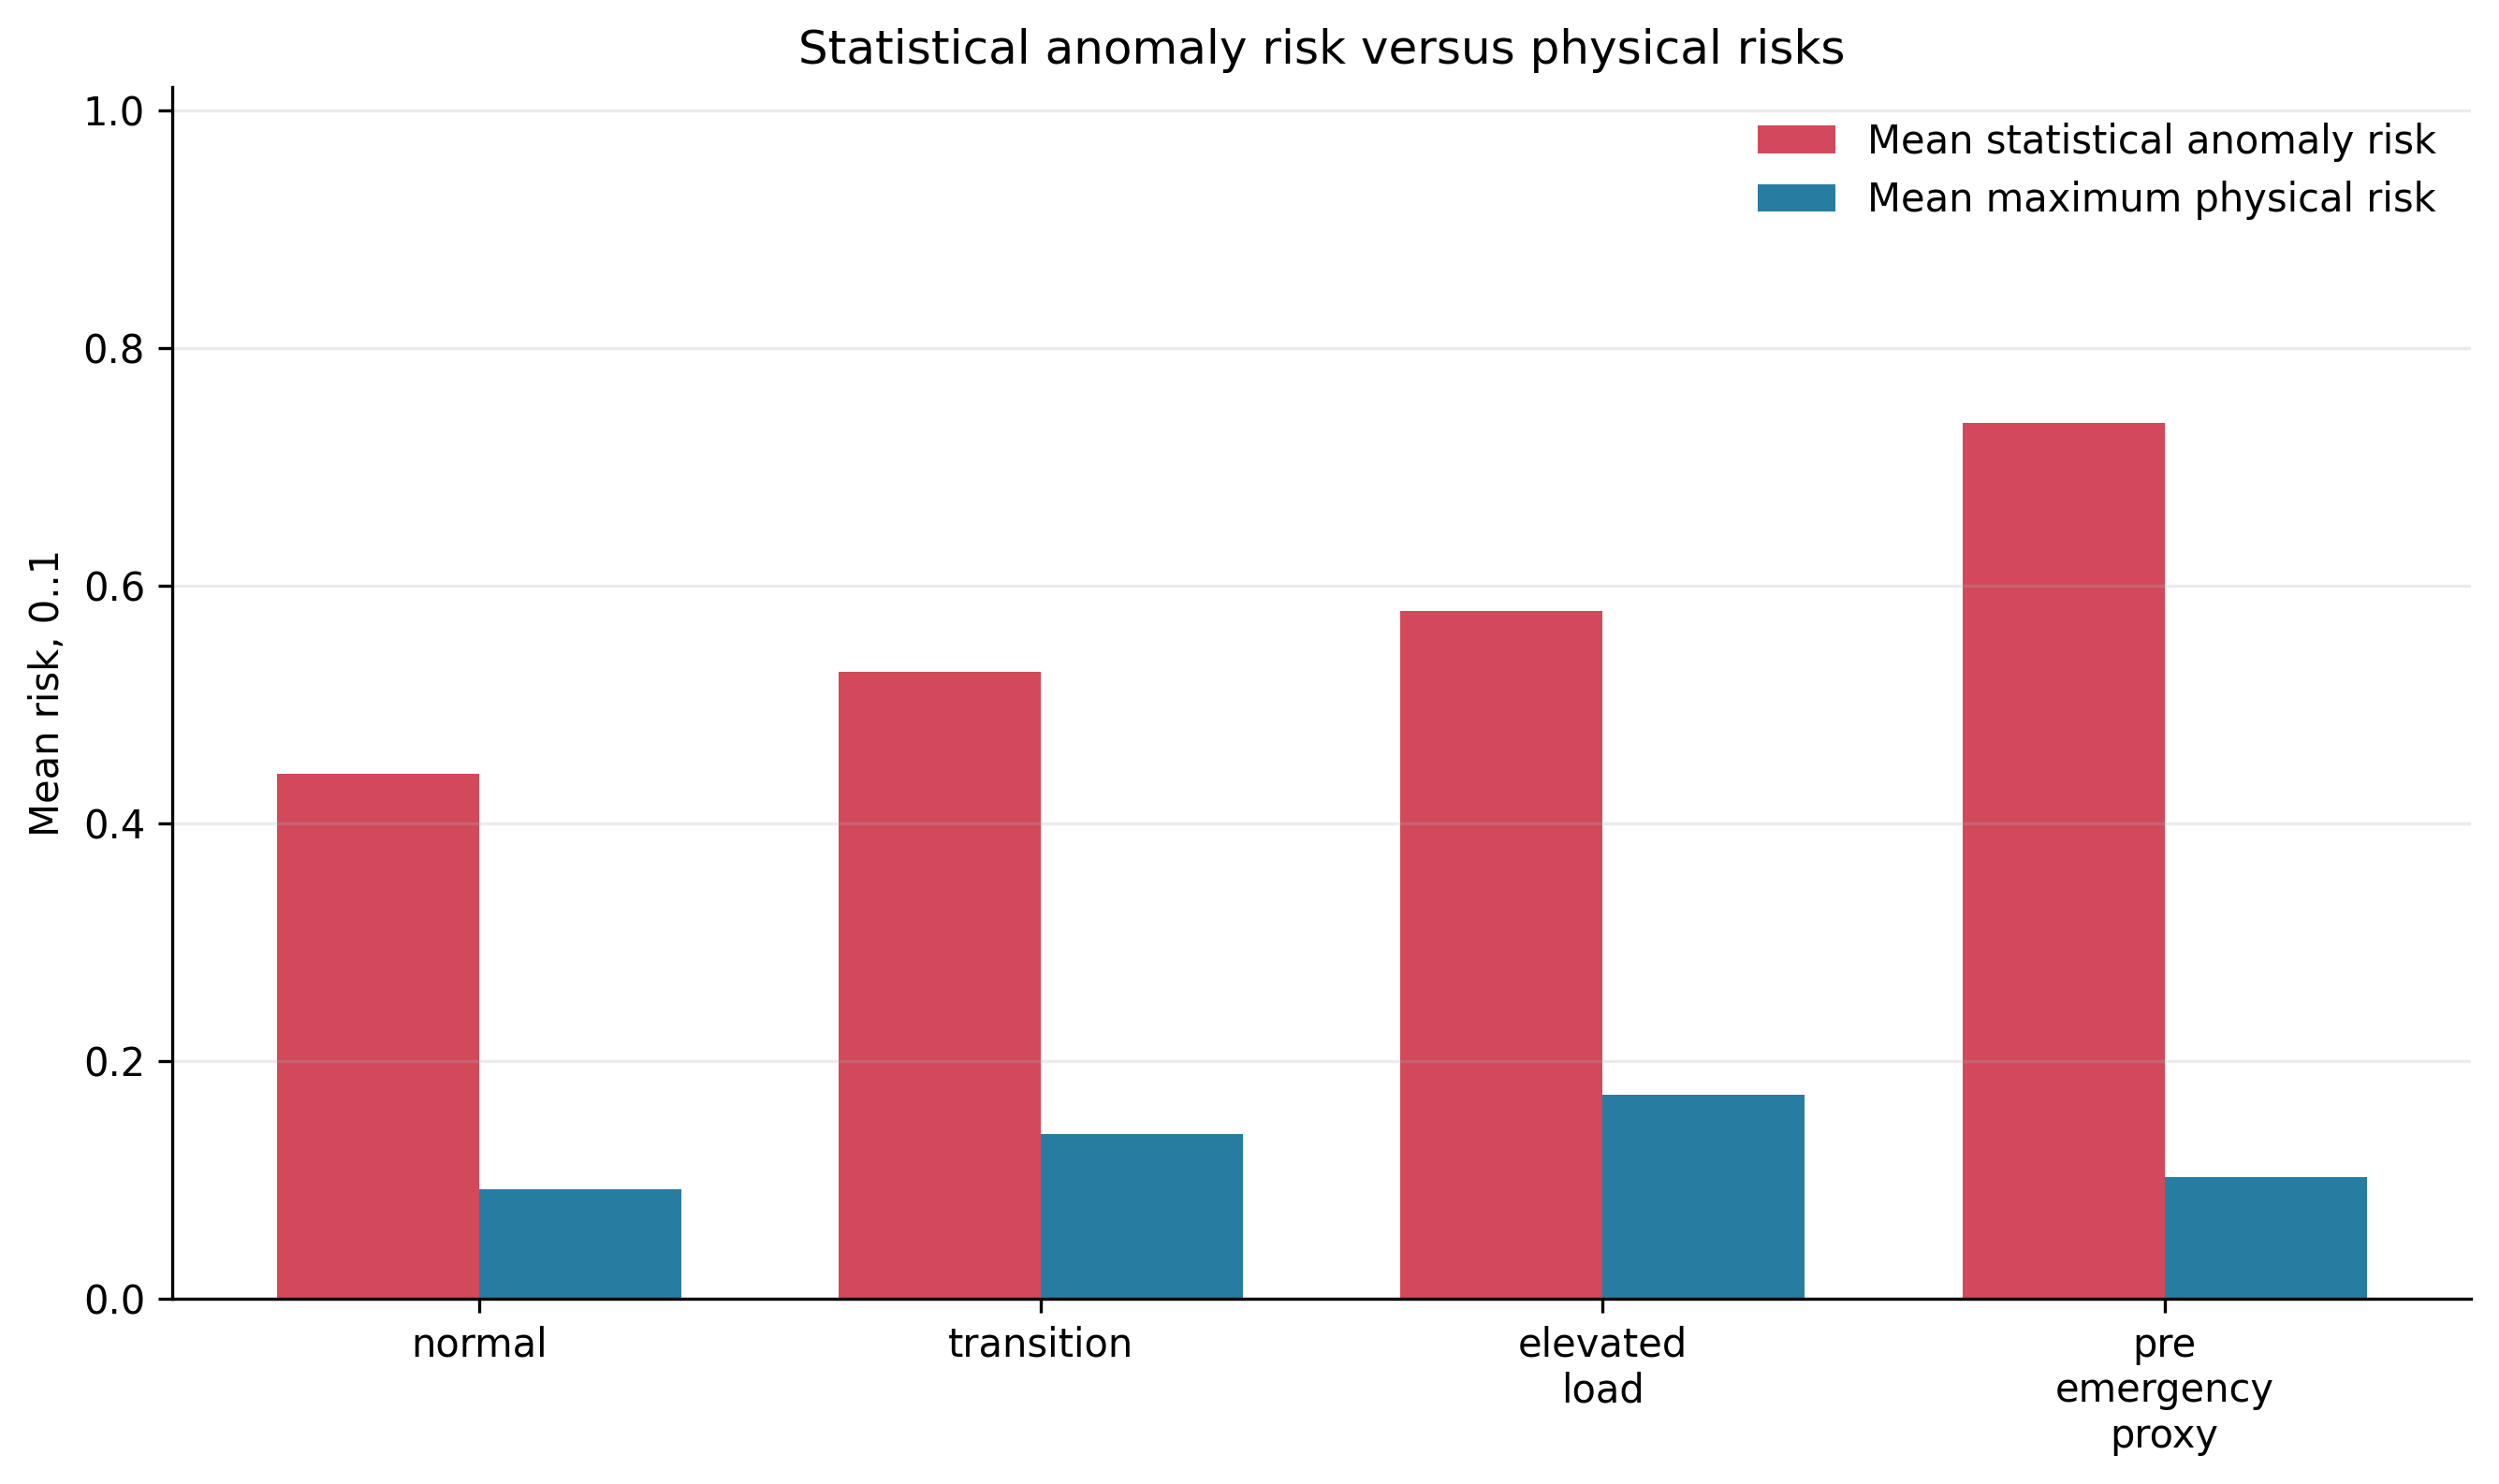 Statistical anomaly risk versus physical risks
Mean statistical anomaly risk
Mean maximum physical risk
Mean risk, 0..1
1.0
0.8
0.6
0.4
0.2
0.0
normal
transition
elevated
load
pre
emergency
proxy